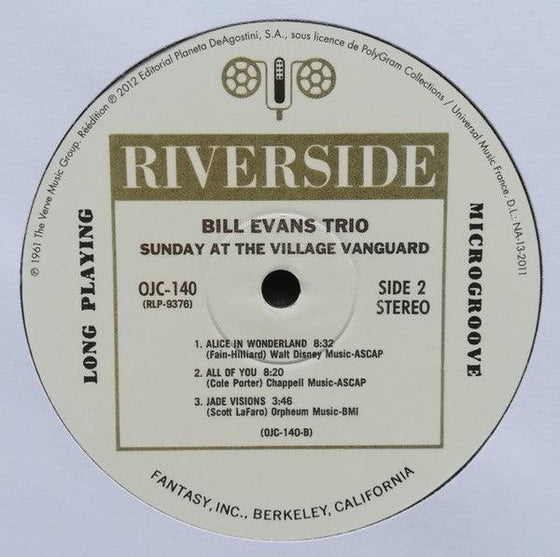 ℗ 1961 The Verve Music Group. Réédition ℗ 2012 Editorial Planeta DeAgostini, S.A., sous licence de PolyGram Collections / Universal Music France. D.L.: NA-13-2011
RIVERSIDE
LONG PLAYING
MICROGROOVE
BILL EVANS TRIO
SUNDAY AT THE VILLAGE VANGUARD
OJC-140
(RLP-9376)
SIDE 2
STEREO
1. ALICE IN WONDERLAND 8:32
(Fain-Hilliard) Walt Disney Music-ASCAP
2. ALL OF YOU 8:20
(Cole Porter) Chappell Music-ASCAP
3. JADE VISIONS 3:46
(Scott LaFaro) Orpheum Music-BMI
(OJC-140-B)
FANTASY, INC., BERKELEY, CALIFORNIA